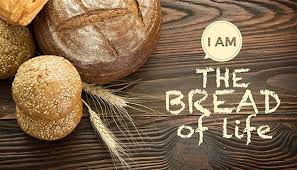 I AM
THE
BREAD
of life